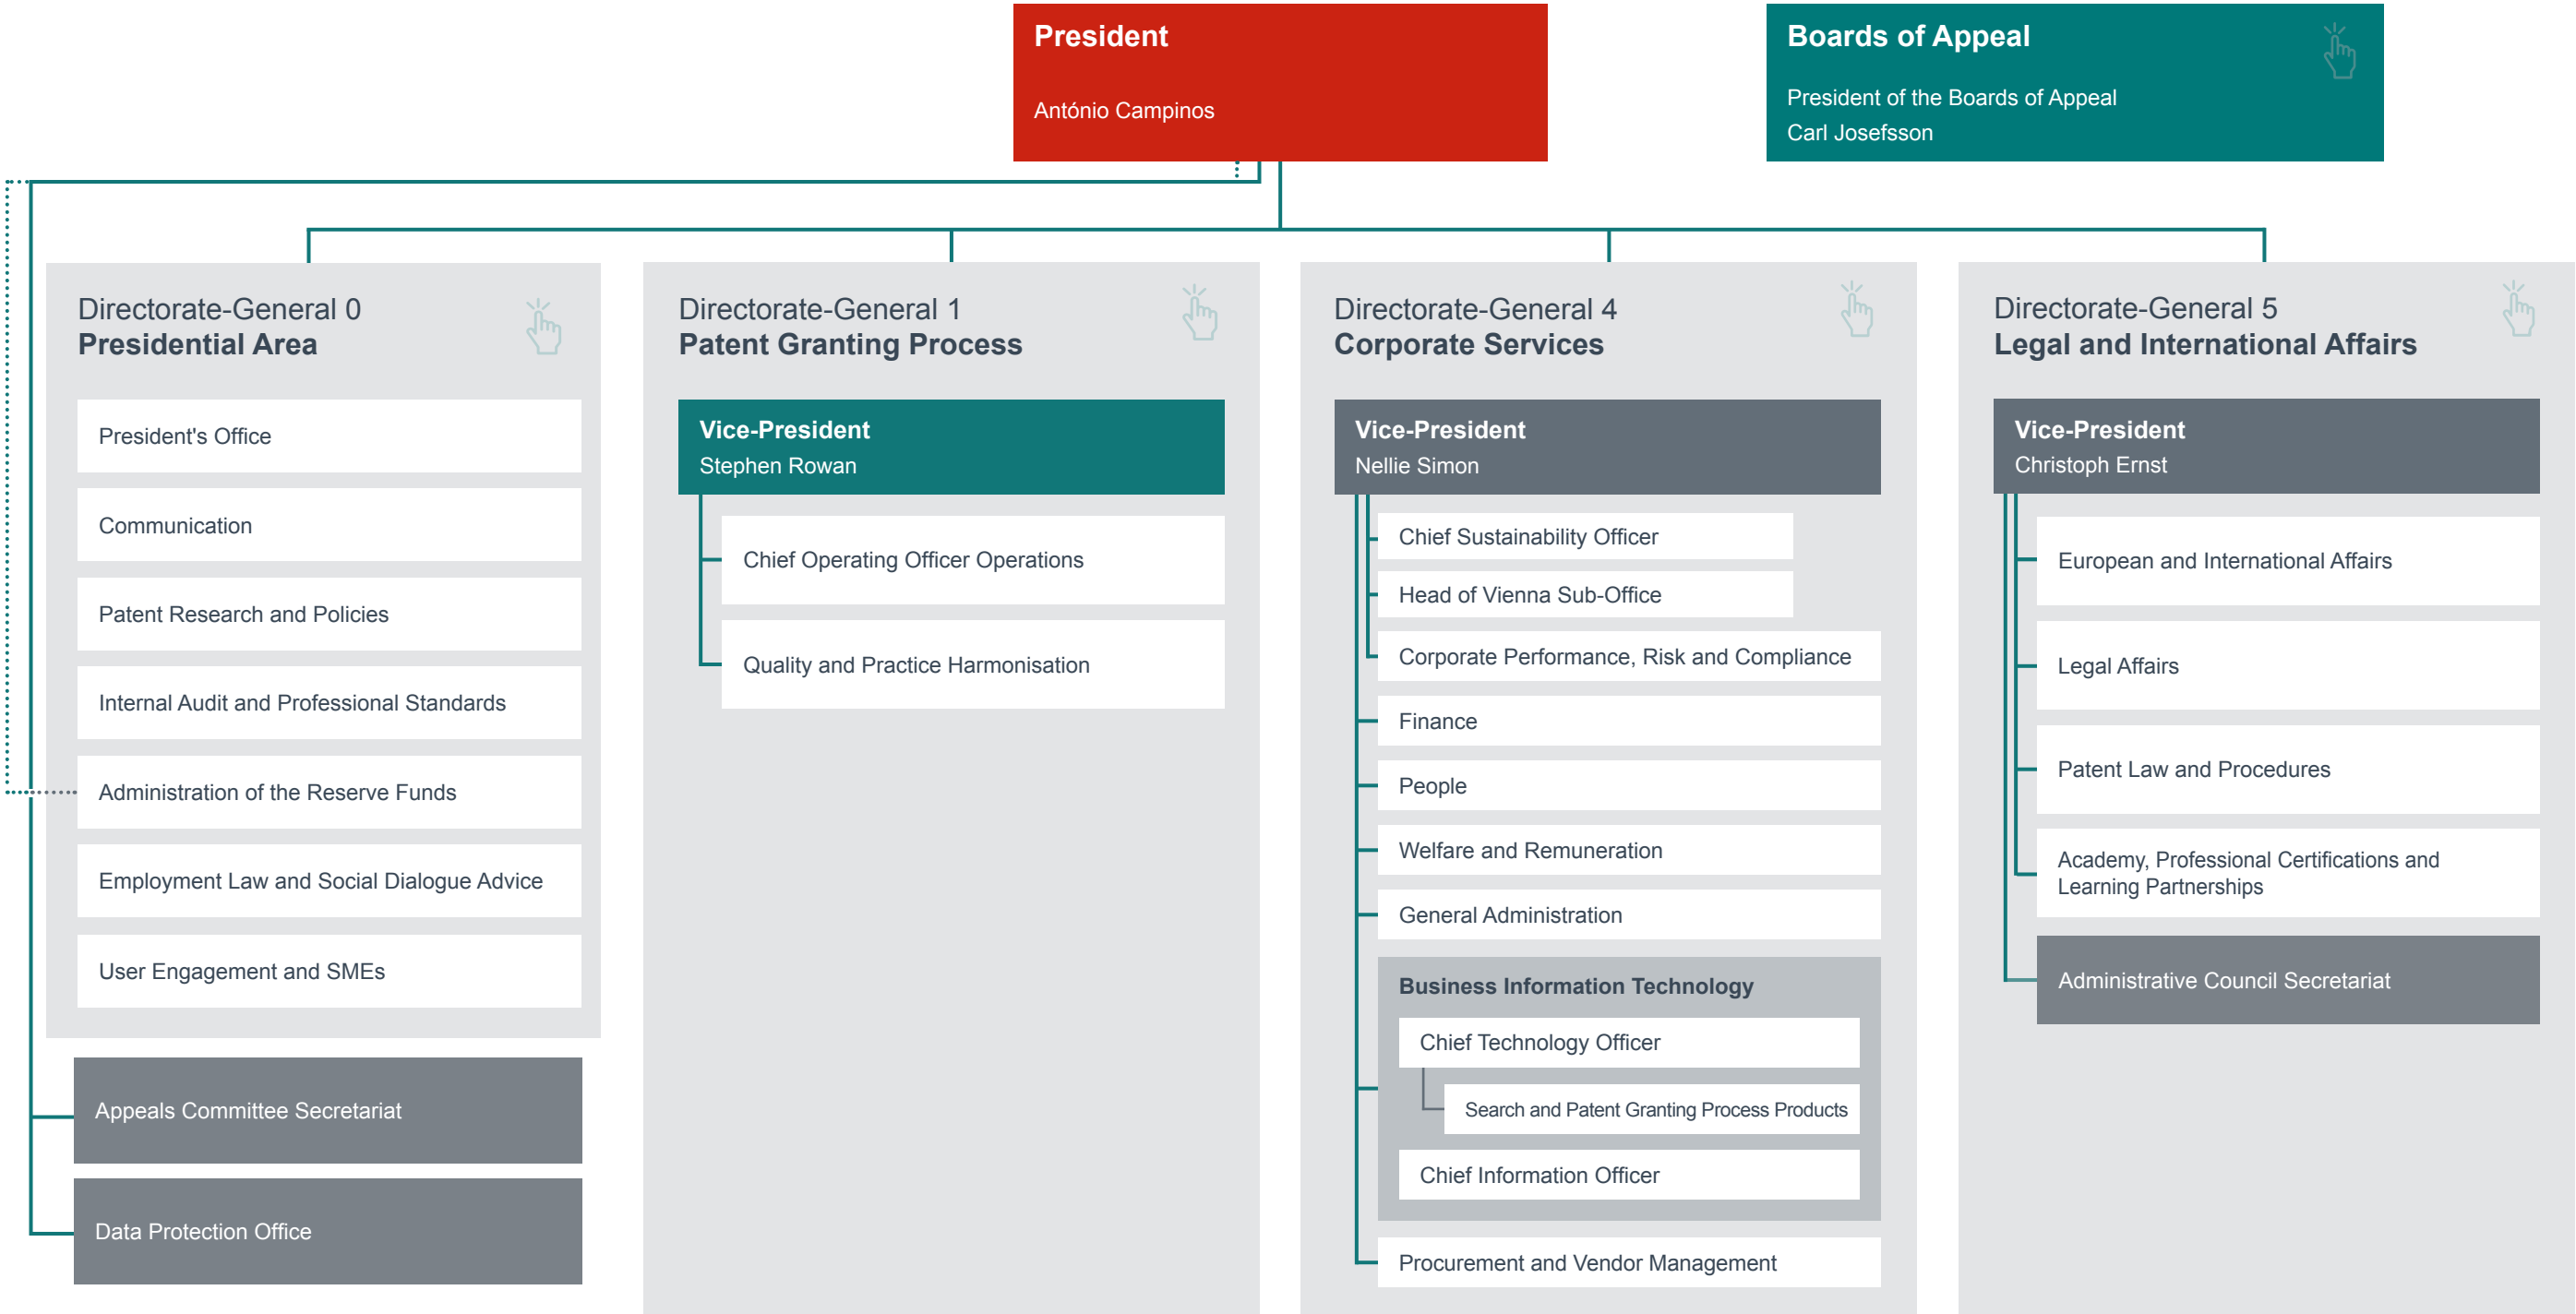 President
António Campinos
Boards of Appeal
President of the Boards of Appeal
Carl Josefsson
Directorate-General 0
Presidential Area
President's Office
Communication
Patent Research and Policies
Internal Audit and Professional Standards
Administration of the Reserve Funds
Employment Law and Social Dialogue Advice
User Engagement and SMEs
Appeals Committee Secretariat
Data Protection Office
Directorate-General 1
Patent Granting Process
Vice-President
Stephen Rowan
Chief Operating Officer Operations
Quality and Practice Harmonisation
Directorate-General 4
Corporate Services
Vice-President
Nellie Simon
Chief Sustainability Officer
Head of Vienna Sub-Office
Corporate Performance, Risk and Compliance
Finance
People
Welfare and Remuneration
General Administration
Business Information Technology
Chief Technology Officer
Search and Patent Granting Process Products
Chief Information Officer
Procurement and Vendor Management
Directorate-General 5
Legal and International Affairs
Vice-President
Christoph Ernst
European and International Affairs
Legal Affairs
Patent Law and Procedures
Academy, Professional Certifications and
Learning Partnerships
Administrative Council Secretariat